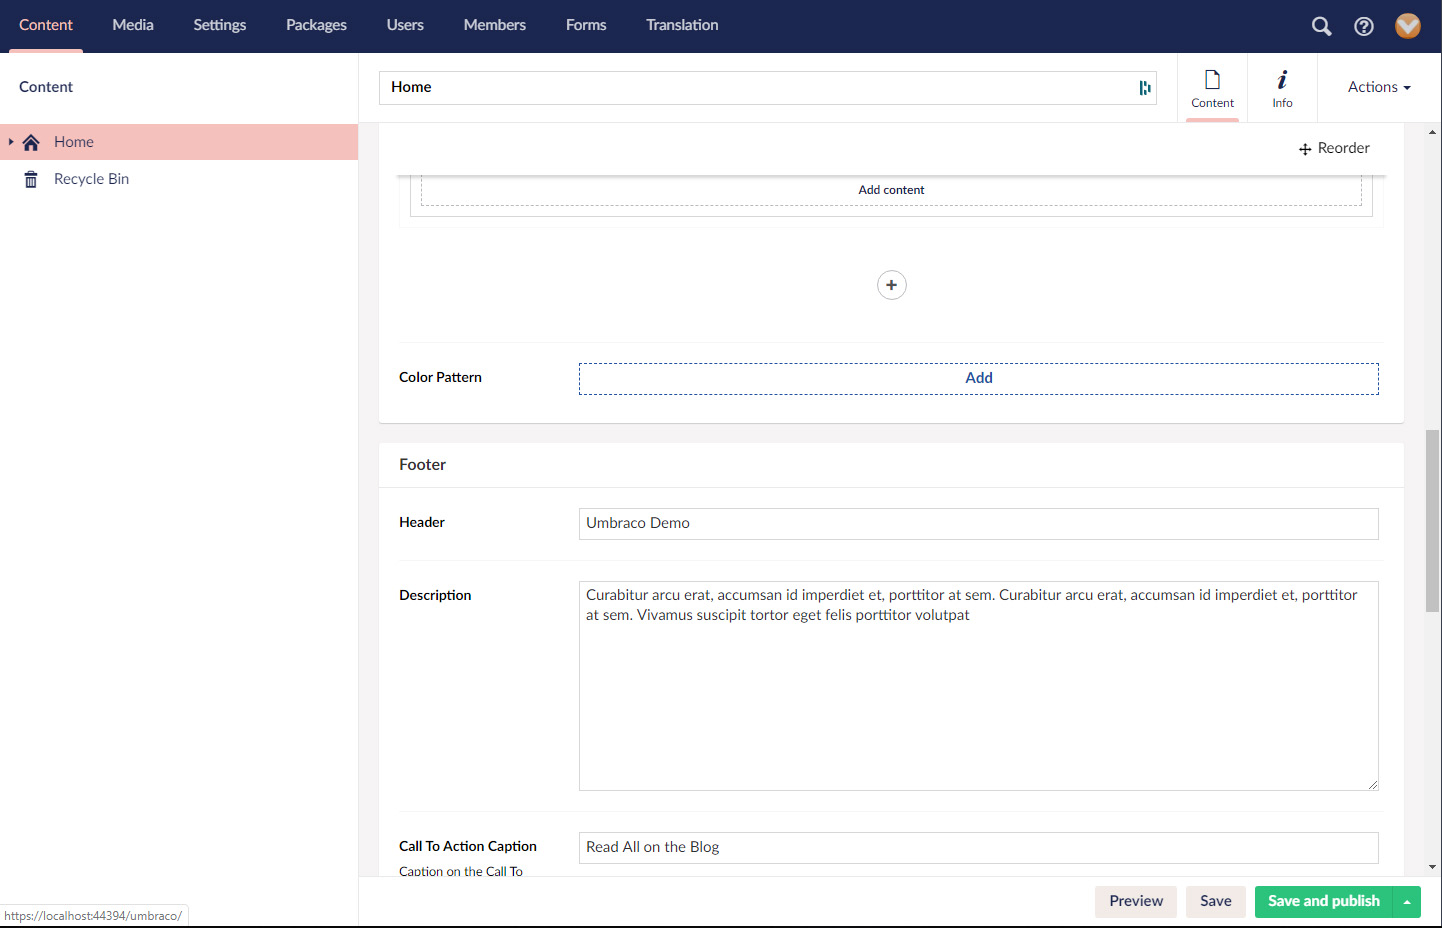 Content Media Settings Packages Users Members Forms Translation
Content
Home
Recycle Bin
Home
Content
Info
Actions
Reorder
Add content
Color Pattern
Add
Footer
Header
Umbraco Demo
Description
Curabitur arcu erat, accumsan id imperdiet et, porttitor at sem. Curabitur arcu erat, accumsan id imperdiet et, porttitor
at sem. Vivamus suscipit tortor eget felis porttitor volutpat
Call To Action Caption
Read All on the Blog
Caption on the Call To
Preview
Save
Save and publish
https://localhost:44394/umbraco/